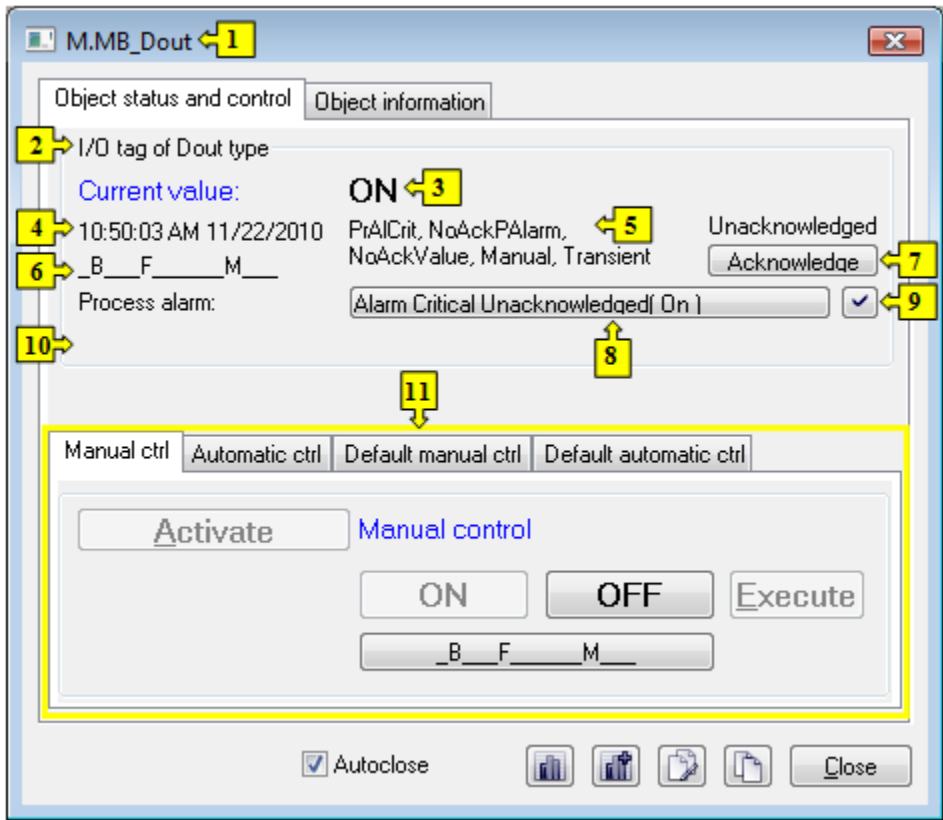 M.MB_Dout 1
Object status and control Object information
2 I/O tag of Dout type
Current value: ON 3
4 10:50:03 AM 11/22/2010 PrAlCrit, NoAckPAlarm, 5 Unacknowledged
6 _B___F______M___ NoAckValue, Manual, Transient Acknowledge 7
Process alarm: Alarm Critical Unacknowledged( On ) 9
10 8
11
Manual ctrl Automatic ctrl Default manual ctrl Default automatic ctrl
Activate Manual control
ON OFF Execute
_B___F______M___
Autoclose Close